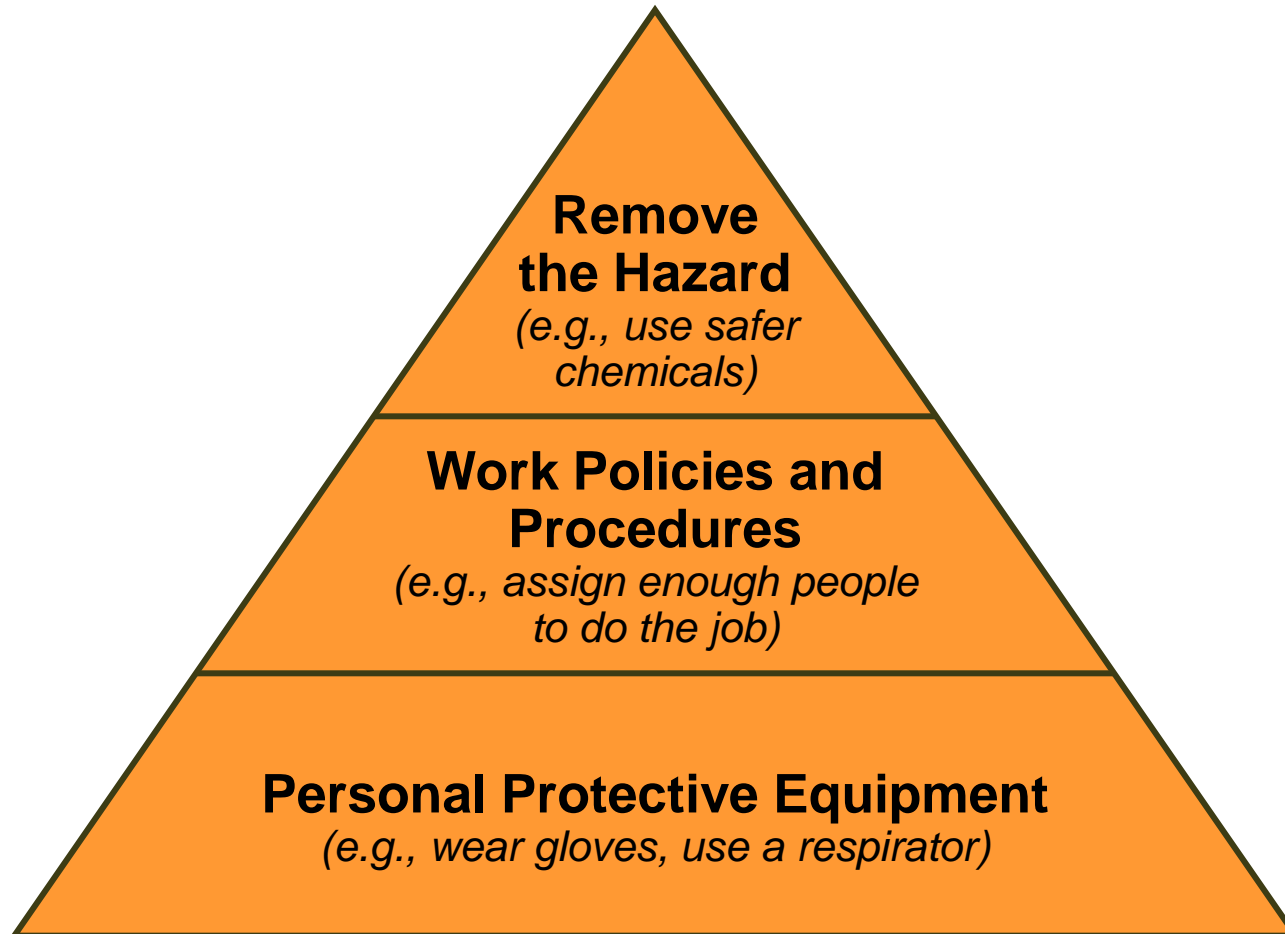 Remove
the Hazard
(e.g., use safer
chemicals)
Work Policies and
Procedures
(e.g., assign enough people
to do the job)
Personal Protective Equipment
(e.g., wear gloves, use a respirator)